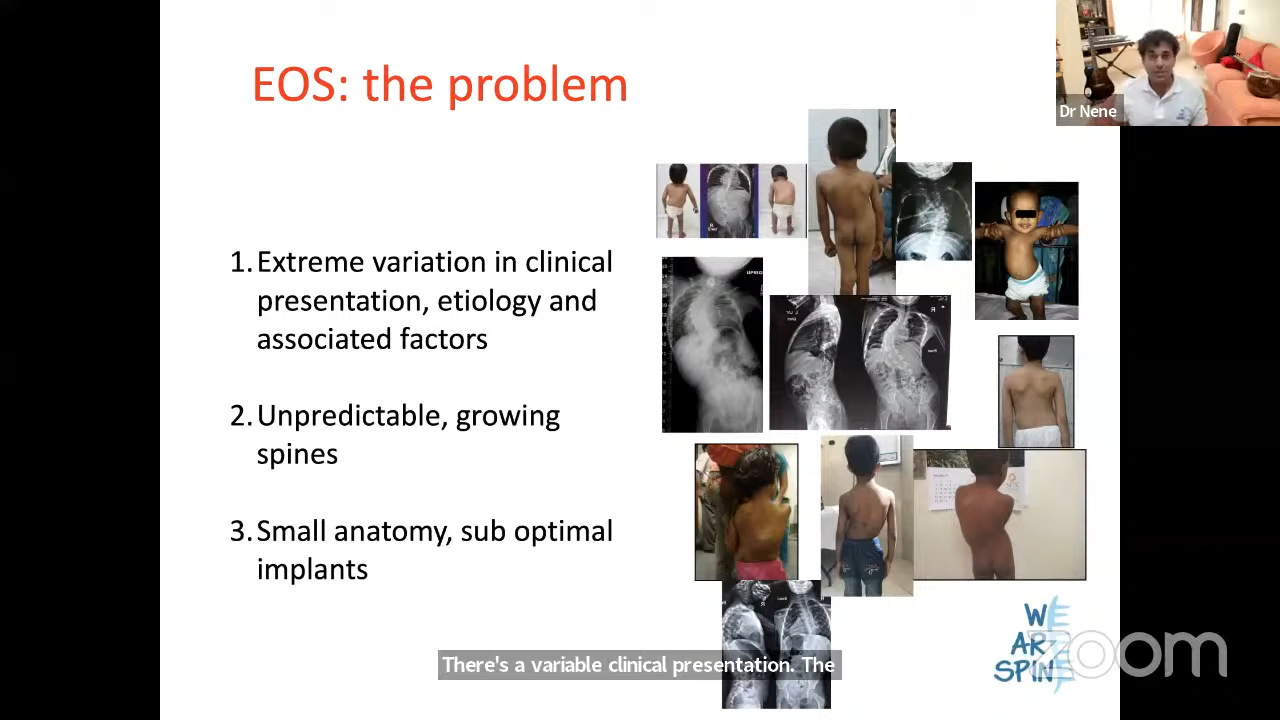 EOS: the problem
Dr Nene
1. Extreme variation in clinical
presentation, etiology and
associated factors
2. Unpredictable, growing
spines
3. Small anatomy, sub optimal
implants
There's a variable clinical presentation. The
WE
ARE
SPINE
zoom